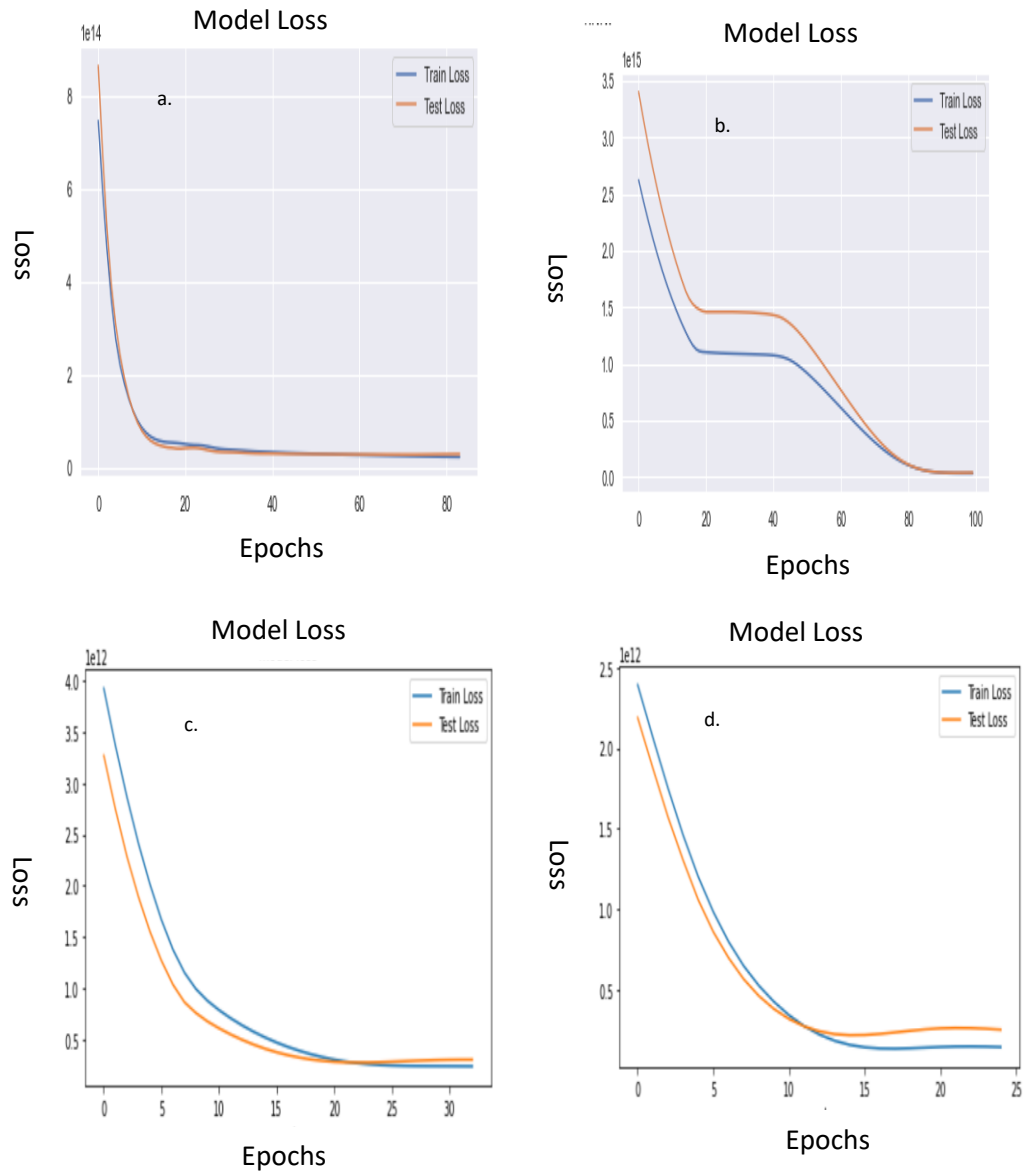 Model Loss
1e14
Train Loss
Test Loss
a.
8
6
4
2
0
Loss
0 20 40 60 80
Epochs
Model Loss
1e15
Train Loss
Test Loss
b.
3.5
3.0
2.5
2.0
1.5
1.0
0.5
0.0
Loss
0 20 40 60 80 100
Epochs
Model Loss
1e12
Train Loss
Test Loss
c.
4.0
3.5
3.0
2.5
2.0
1.5
1.0
0.5
Loss
0 5 10 15 20 25 30
Epochs
Model Loss
1e12
Train Loss
Test Loss
d.
2.5
2.0
1.5
1.0
0.5
Loss
0 5 10 15 20 25
Epochs